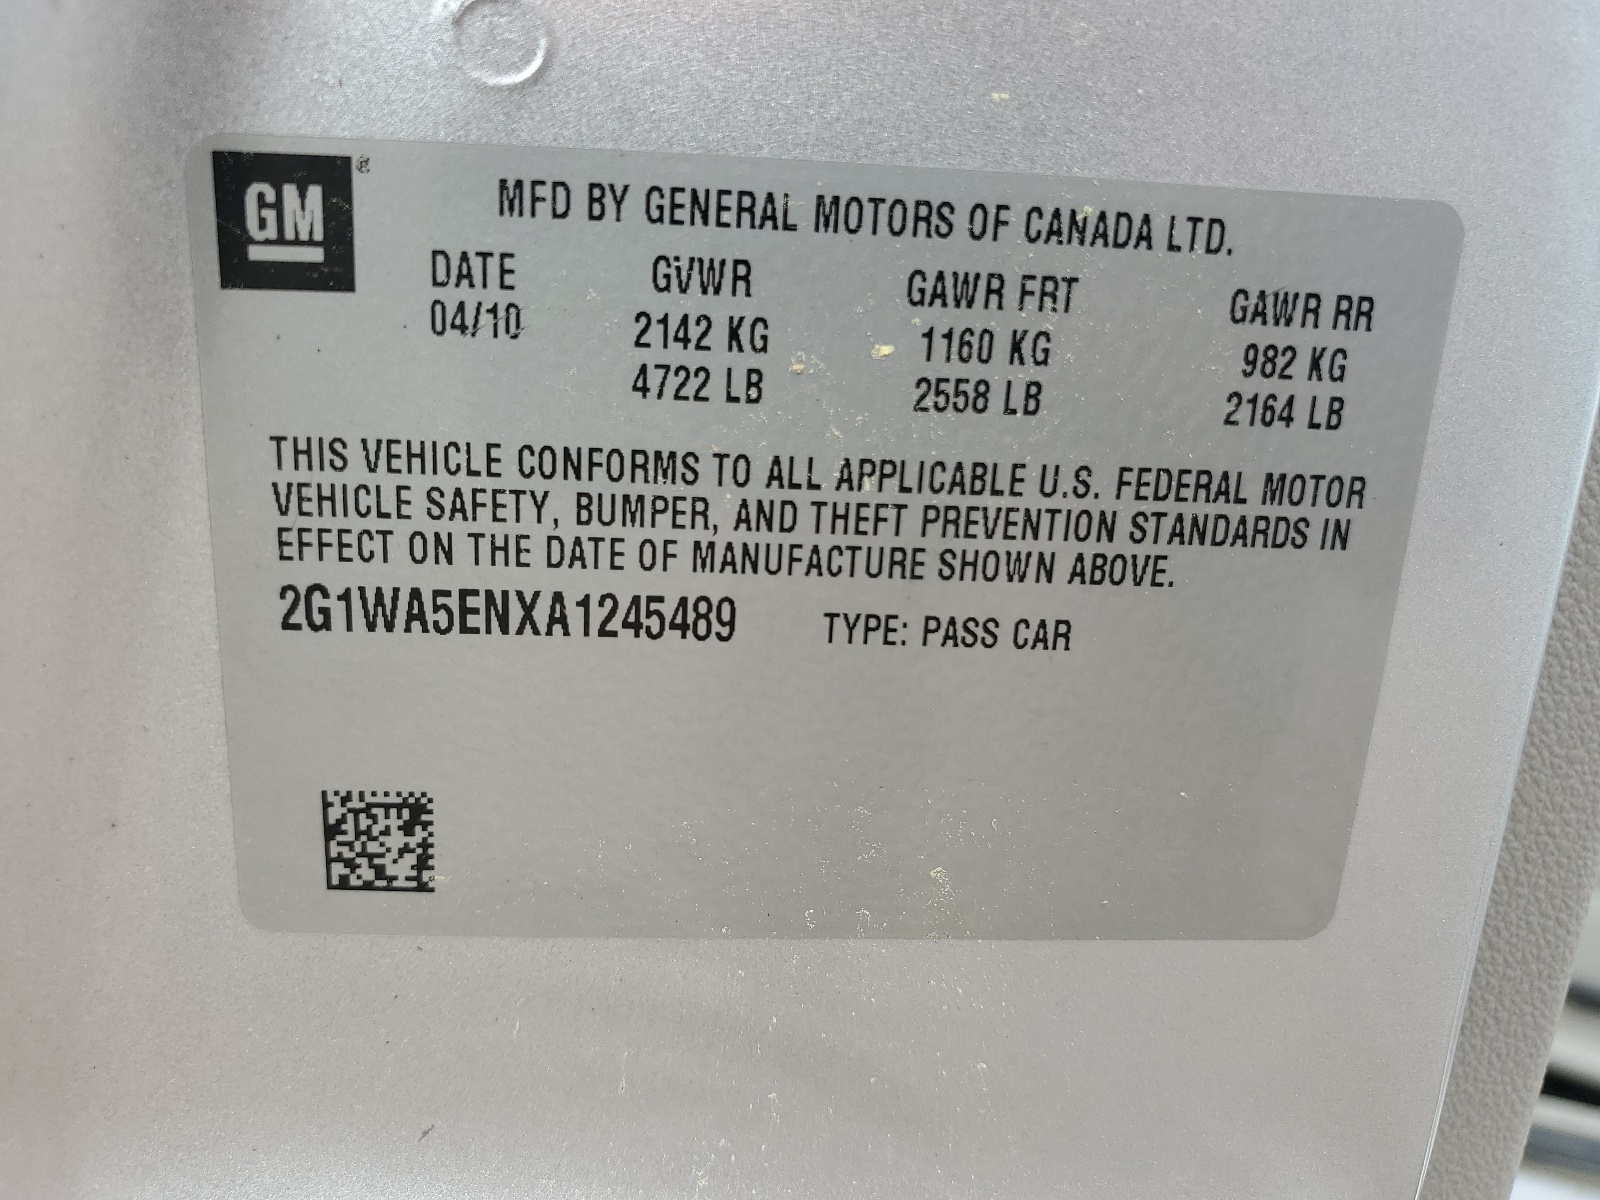 GM®
MFD BY GENERAL MOTORS OF CANADA LTD.
DATE GVWR GAWR FRT GAWR RR
04/10 2142 KG 1160 KG 982 KG
4722 LB 2558 LB 2164 LB
THIS VEHICLE CONFORMS TO ALL APPLICABLE U.S. FEDERAL MOTOR
VEHICLE SAFETY, BUMPER, AND THEFT PREVENTION STANDARDS IN
EFFECT ON THE DATE OF MANUFACTURE SHOWN ABOVE.
2G1WA5ENXA1245489 TYPE: PASS CAR